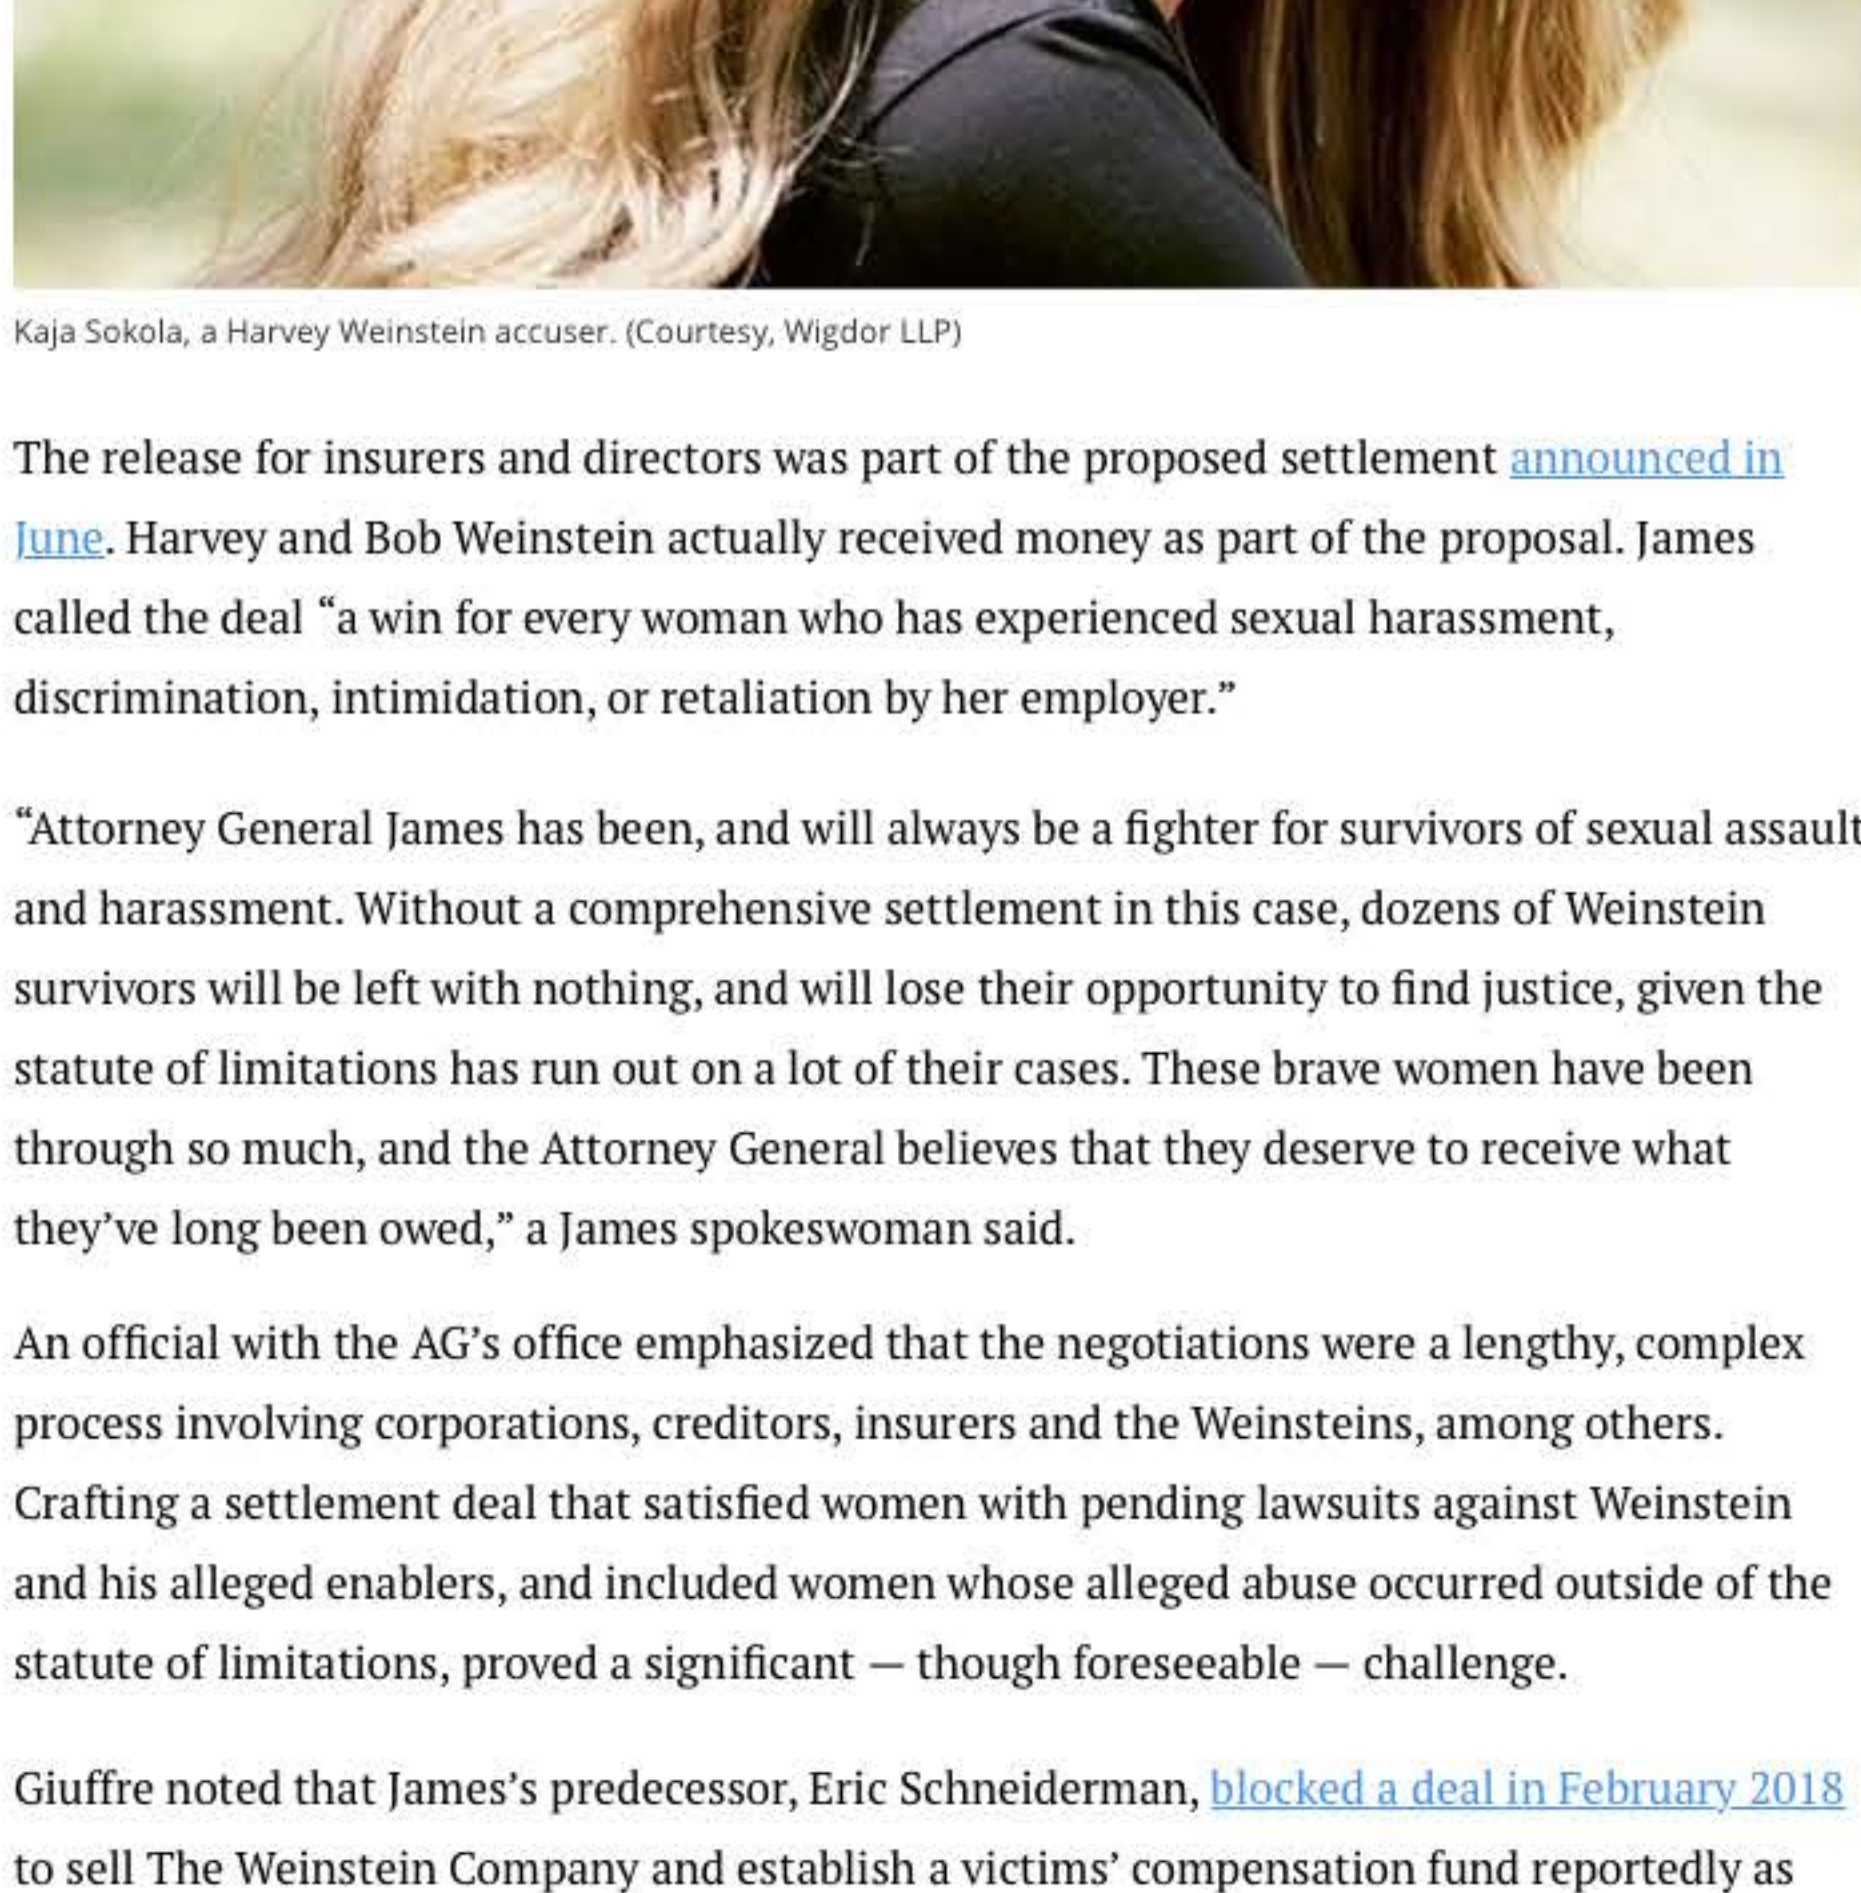 Kaja Sokola, a Harvey Weinstein accuser. (Courtesy, Wigdor LLP)
The release for insurers and directors was part of the proposed settlement announced in
June. Harvey and Bob Weinstein actually received money as part of the proposal. James
called the deal “a win for every woman who has experienced sexual harassment,
discrimination, intimidation, or retaliation by her employer.”
“Attorney General James has been, and will always be a fighter for survivors of sexual assault
and harassment. Without a comprehensive settlement in this case, dozens of Weinstein
survivors will be left with nothing, and will lose their opportunity to find justice, given the
statute of limitations has run out on a lot of their cases. These brave women have been
through so much, and the Attorney General believes that they deserve to receive what
they’ve long been owed,” a James spokeswoman said.
An official with the AG’s office emphasized that the negotiations were a lengthy, complex
process involving corporations, creditors, insurers and the Weinsteins, among others.
Crafting a settlement deal that satisfied women with pending lawsuits against Weinstein
and his alleged enablers, and included women whose alleged abuse occurred outside of the
statute of limitations, proved a significant — though foreseeable — challenge.
Giuffre noted that James’s predecessor, Eric Schneiderman, blocked a deal in February 2018
to sell The Weinstein Company and establish a victims’ compensation fund reportedly as